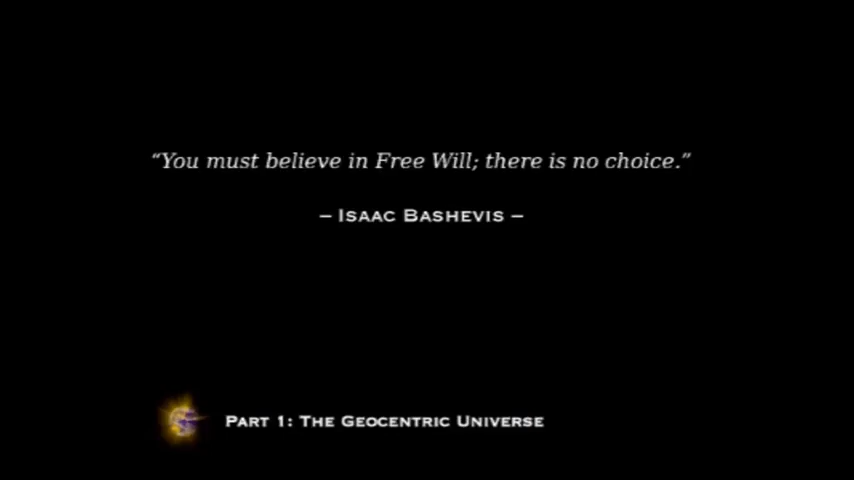 “You must believe in Free Will; there is no choice.”
– Isaac Bashevis –
Part 1: The Geocentric Universe